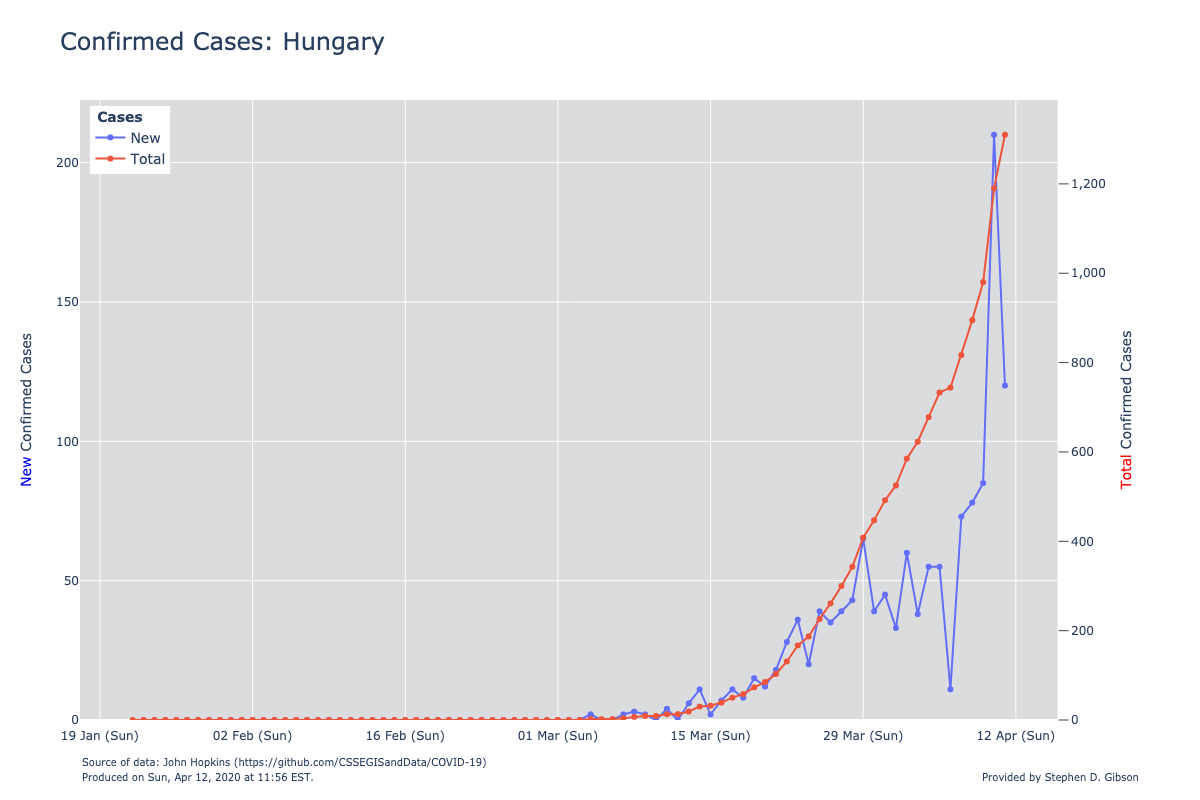 Confirmed Cases: Hungary
Cases
New
Total
200
150
100
50
0
1,200
1,000
800
600
400
200
0
New Confirmed Cases
Total Confirmed Cases
19 Jan (Sun)
02 Feb (Sun)
16 Feb (Sun)
01 Mar (Sun)
15 Mar (Sun)
29 Mar (Sun)
12 Apr (Sun)
Source of data: John Hopkins (https://github.com/CSSEGISandData/COVID-19)
Produced on Sun, Apr 12, 2020 at 11:56 EST.
Provided by Stephen D. Gibson